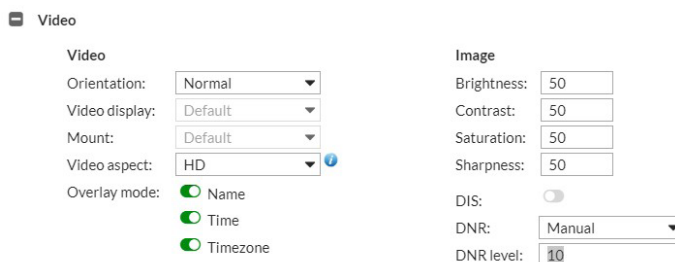 Video
Video
Orientation: Normal
Video display: Default
Mount: Default
Video aspect: HD
Overlay mode: Name
Time
Timezone
Image
Brightness: 50
Contrast: 50
Saturation: 50
Sharpness: 50
DIS:
DNR: Manual
DNR level: 10